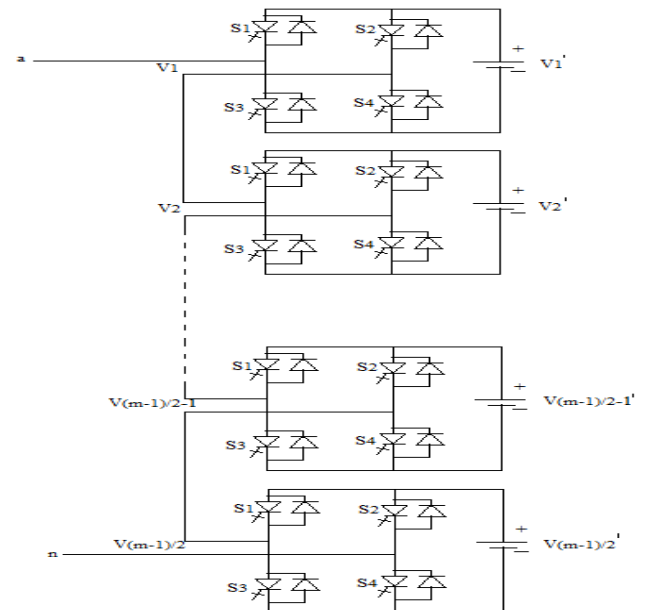 S1 S2 +
a V1 V1'
S3 S4
S1 S2 +
V2 V2'
S3 S4
S1 S2 +
V(m-1)/2-1 V(m-1)/2-1'
S3 S4
S1 S2 +
n V(m-1)/2 V(m-1)/2'
S3 S4